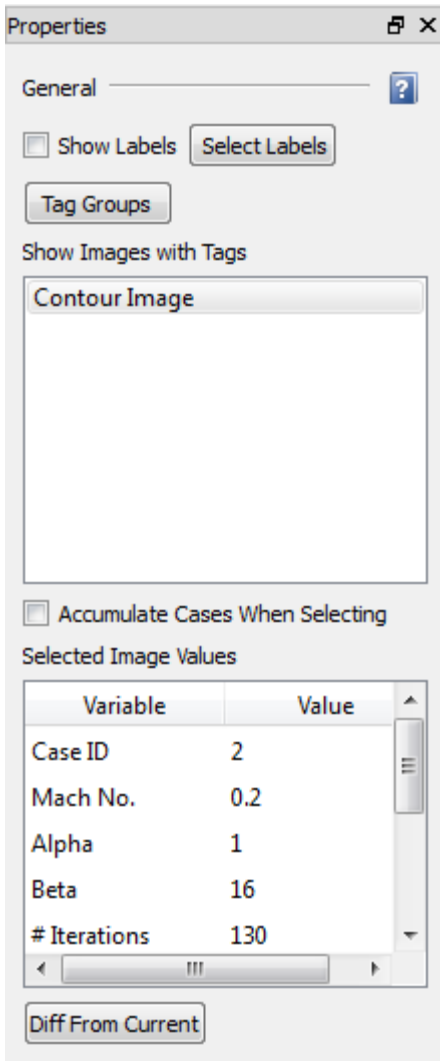 Properties
General
?
Show Labels Select Labels
Tag Groups
Show Images with Tags
Contour Image
Accumulate Cases When Selecting
Selected Image Values
Variable Value
Case ID 2
Mach No. 0.2
Alpha 1
Beta 16
# Iterations 130
Diff From Current